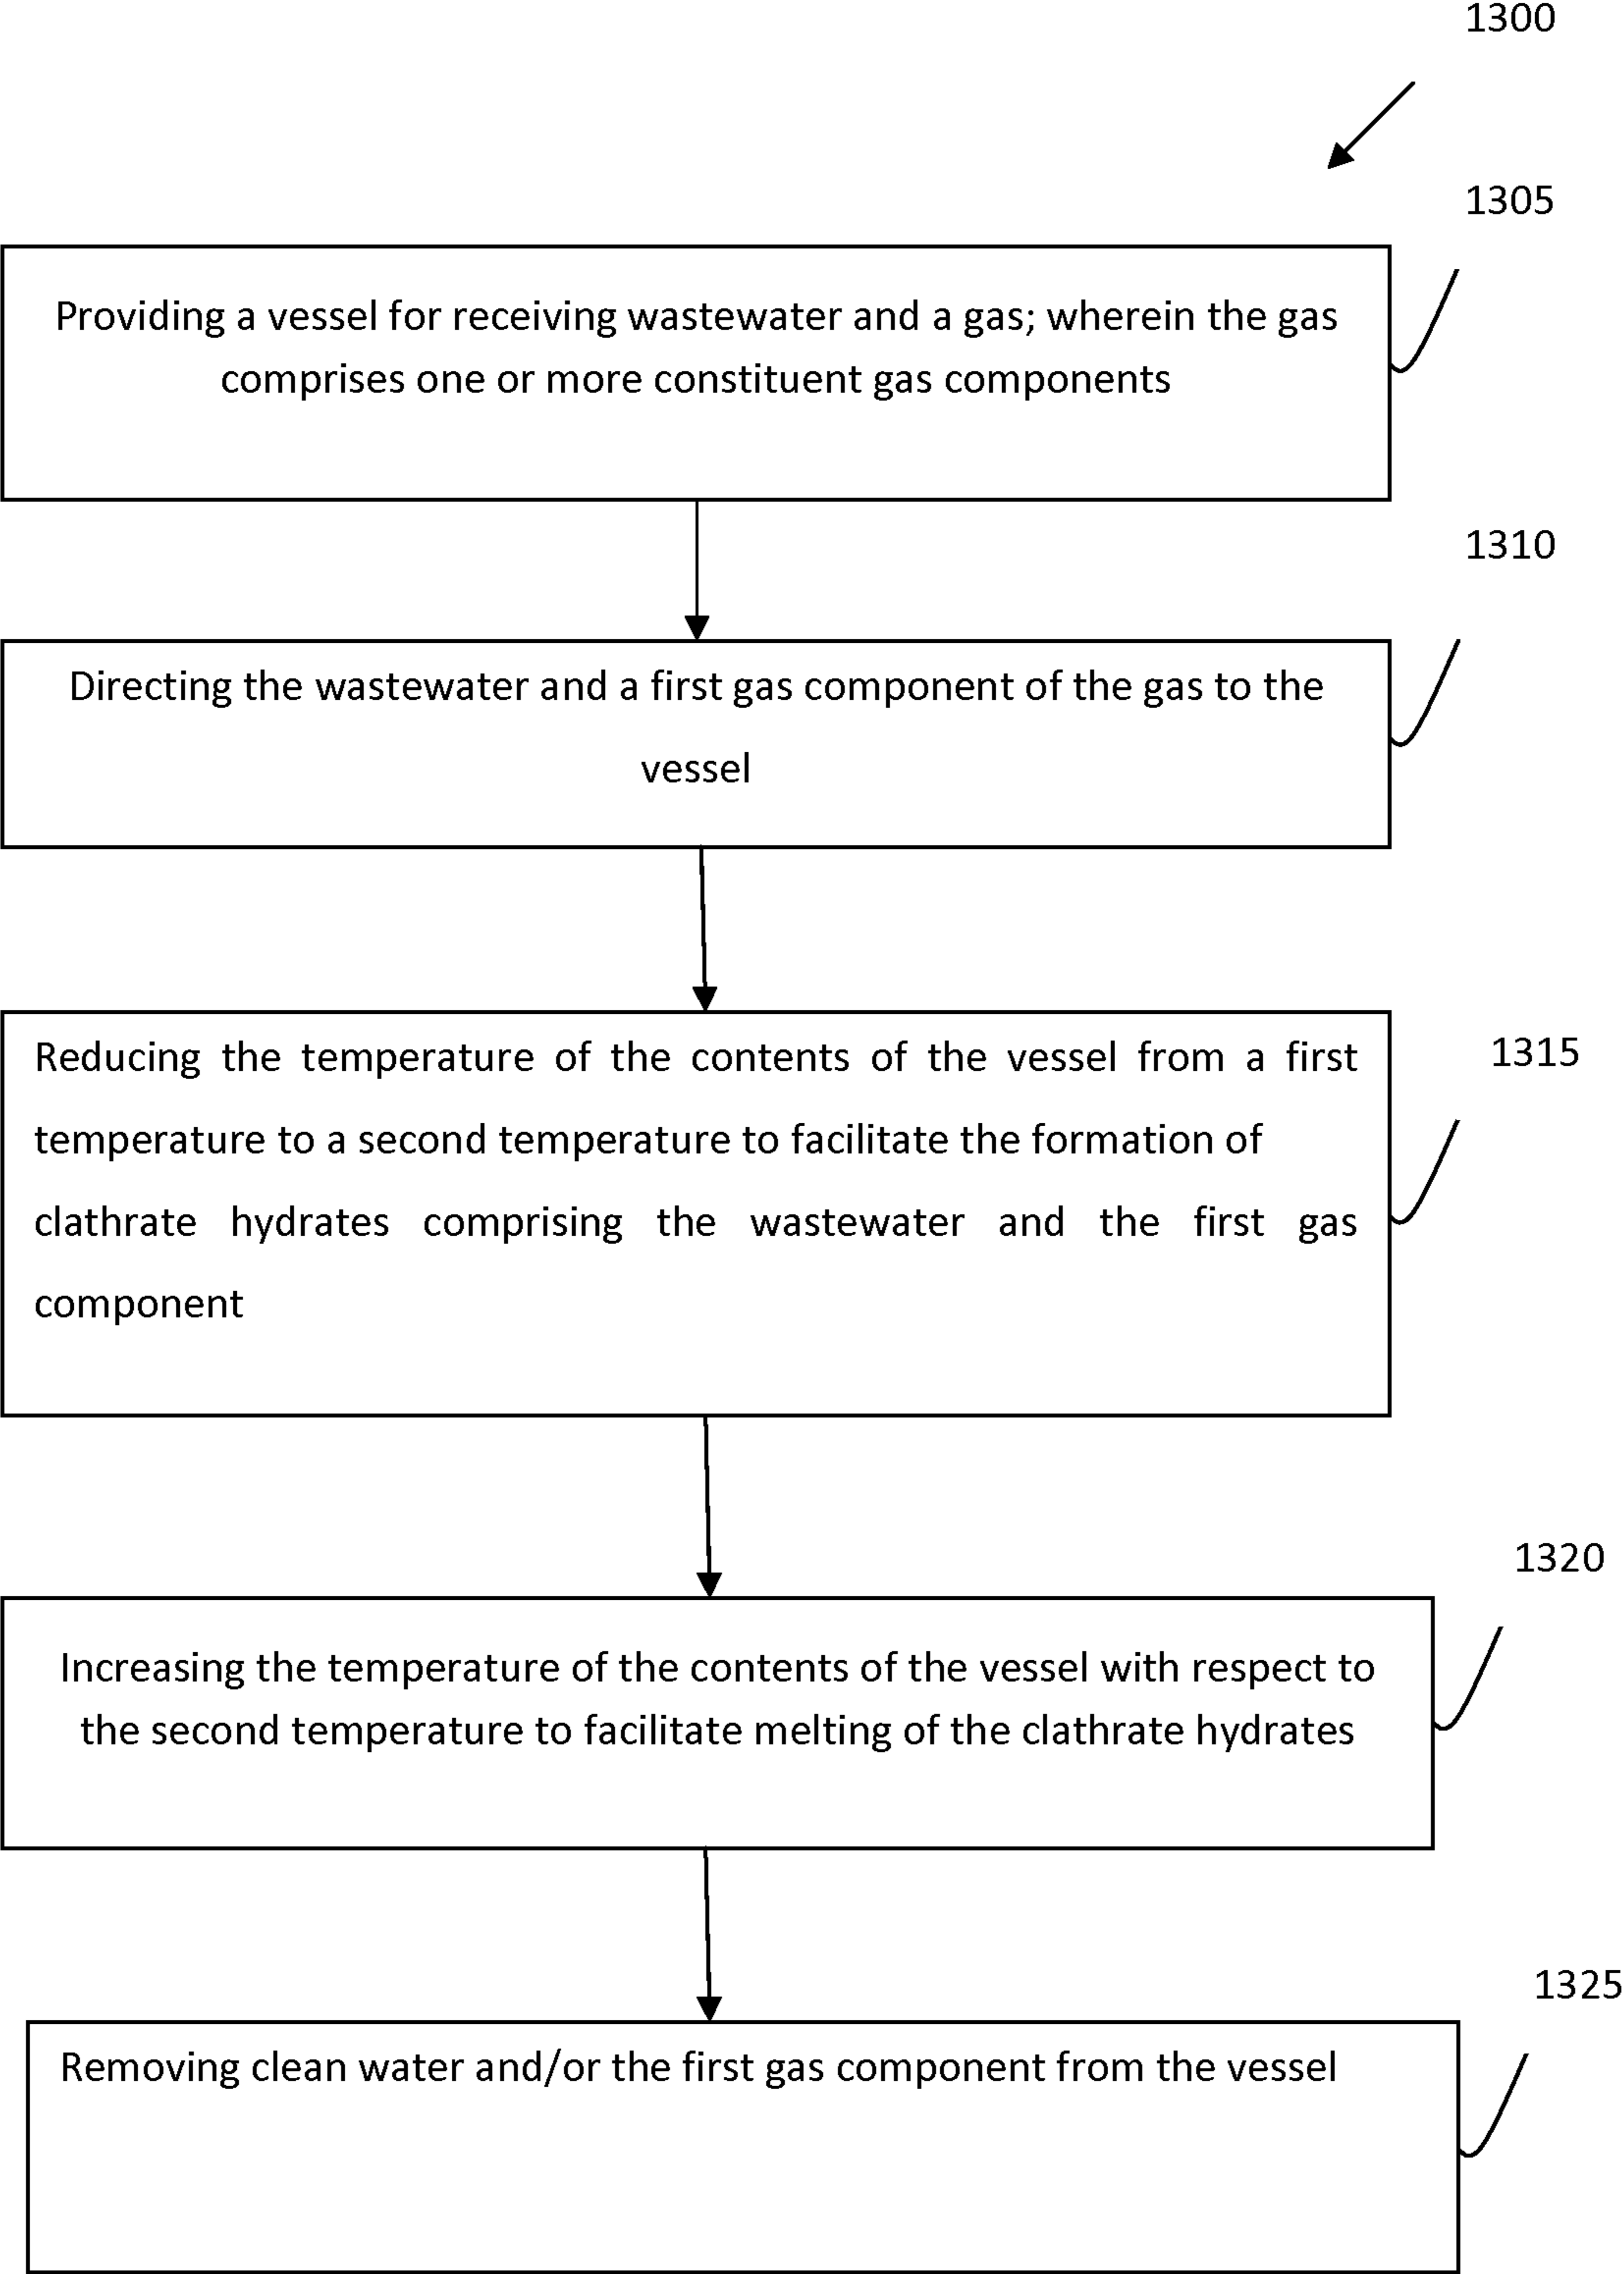 1300
1305
Providing a vessel for receiving wastewater and a gas; wherein the gas
comprises one or more constituent gas components
1310
Directing the wastewater and a first gas component of the gas to the
vessel
Reducing the temperature of the contents of the vessel from a first
1315
temperature to a second temperature to facilitate the formation of
clathrate hydrates comprising the wastewater and the first gas
component
1320
Increasing the temperature of the contents of the vessel with respect to
the second temperature to facilitate melting of the clathrate hydrates
1325
Removing clean water and/or the first gas component from the vessel